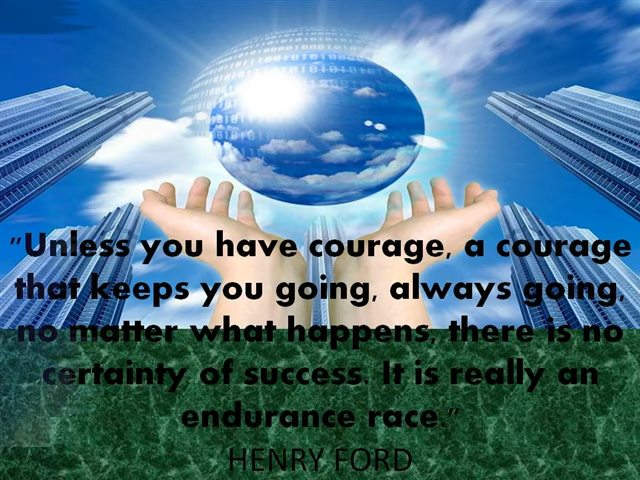 "Unless you have courage, a courage
that keeps you going, always going,
no matter what happens, there is no
certainty of success. It is really an
endurance race."
HENRY FORD